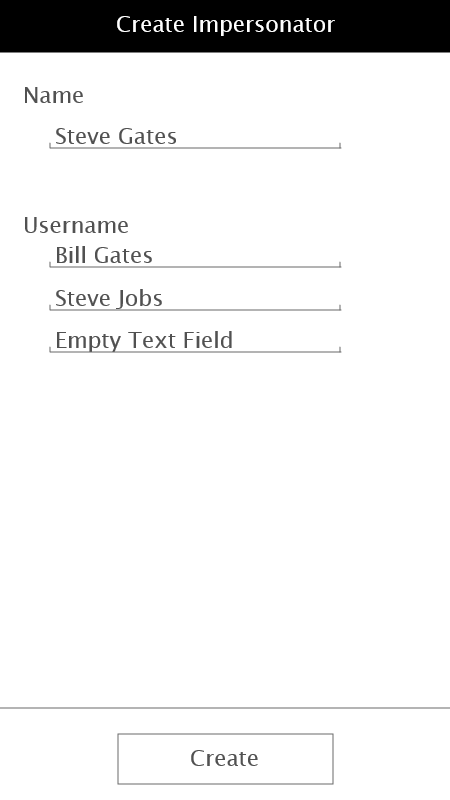 Create Impersonator
Name
Steve Gates
Username
Bill Gates
Steve Jobs
Empty Text Field
Create